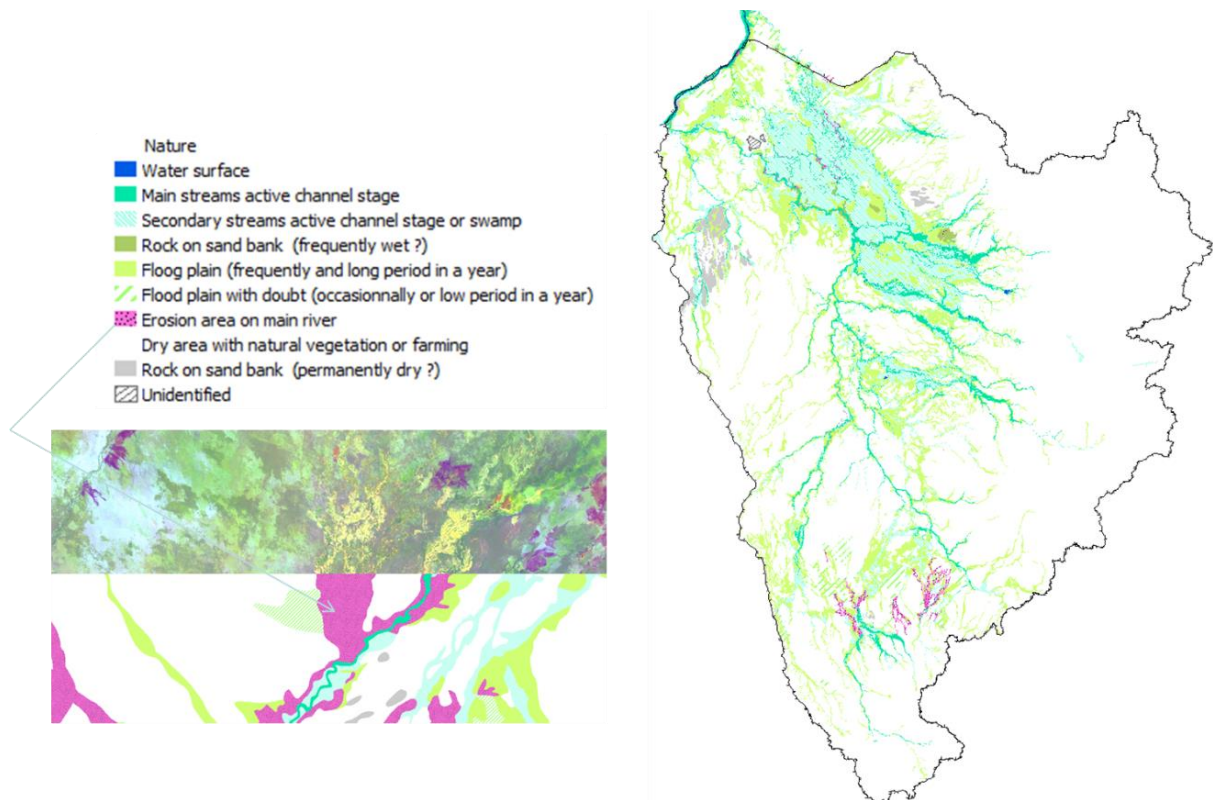 Nature
Water surface
Main streams active channel stage
Secondary streams active channel stage or swamp
Rock on sand bank (frequently wet ?)
Floog plain (frequently and long period in a year)
Flood plain with doubt (occasionnally or low period in a year)
Erosion area on main river
Dry area with natural vegetation or farming
Rock on sand bank (permanently dry ?)
Unidentified